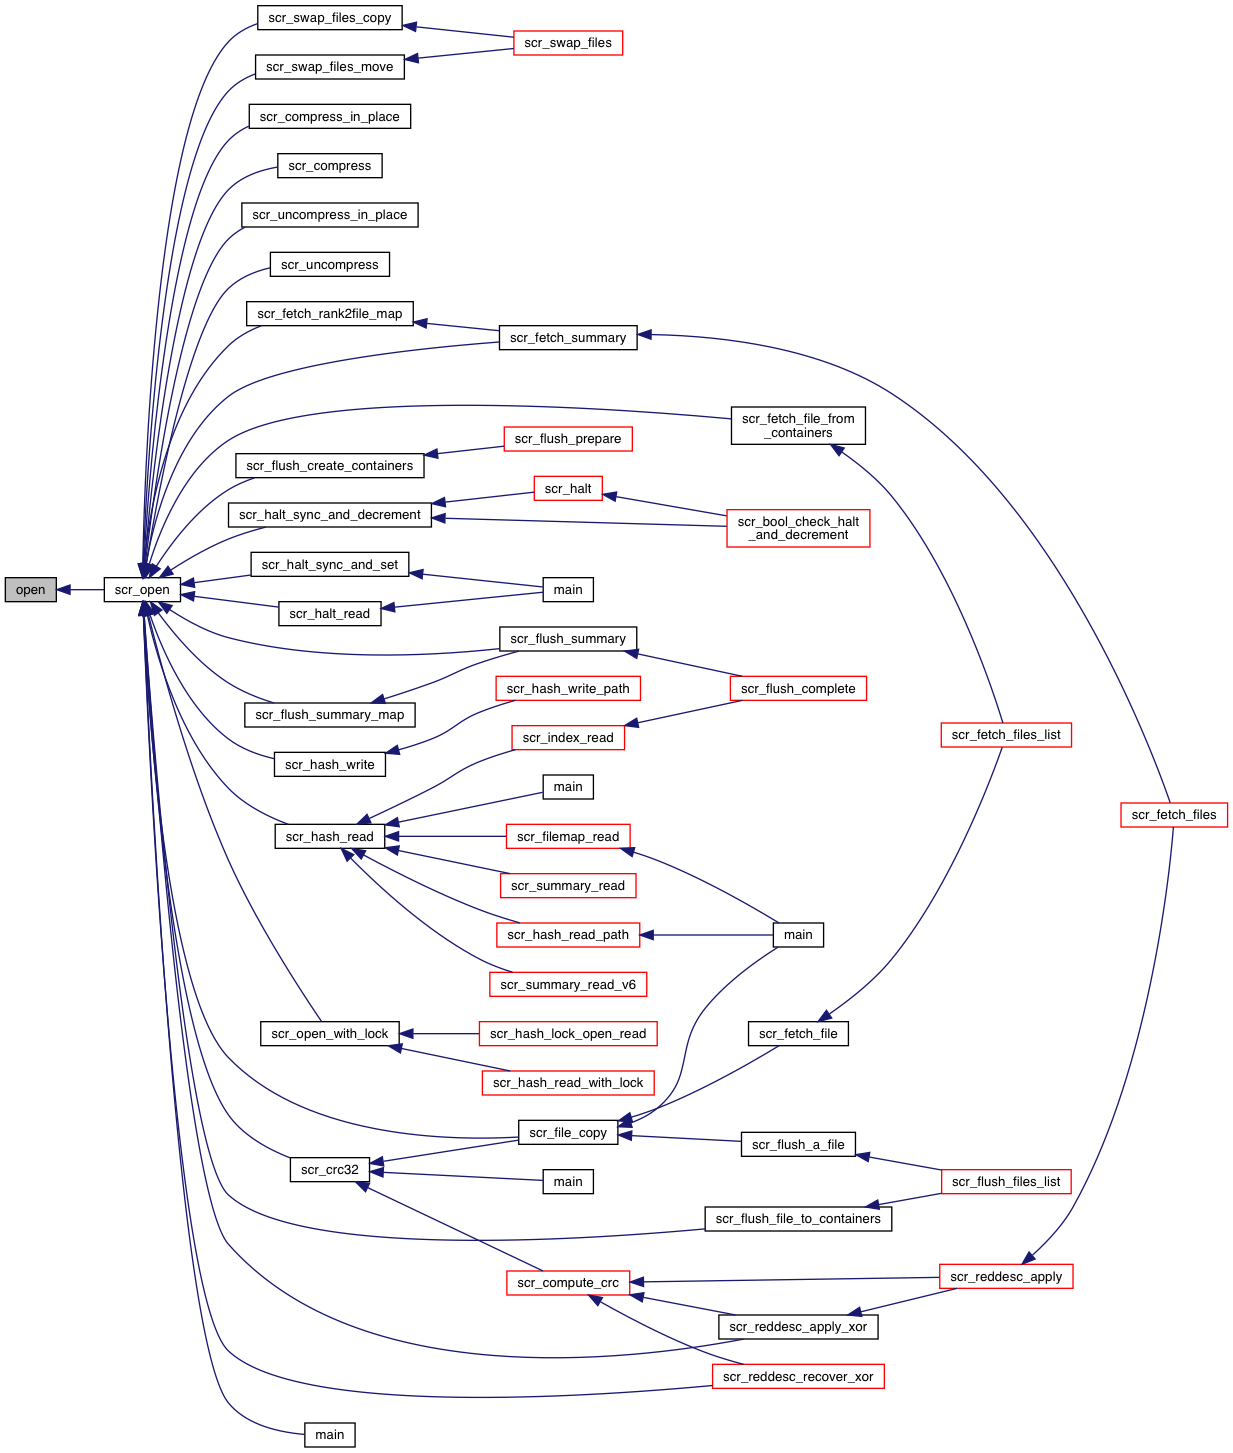 scr_swap_files_copy
scr_swap_files
scr_swap_files_move
scr_compress_in_place
scr_compress
scr_uncompress_in_place
scr_uncompress
scr_fetch_rank2file_map
scr_fetch_summary
scr_fetch_file_from
_containers
scr_flush_prepare
scr_flush_create_containers
scr_halt
scr_halt_sync_and_decrement
scr_bool_check_halt
_and_decrement
scr_halt_sync_and_set
open
scr_open
main
scr_halt_read
scr_flush_summary
scr_hash_write_path
scr_flush_complete
scr_flush_summary_map
scr_index_read
scr_fetch_files_list
scr_hash_write
main
scr_fetch_files
scr_hash_read
scr_filemap_read
scr_summary_read
scr_hash_read_path
main
scr_summary_read_v6
scr_open_with_lock
scr_hash_lock_open_read
scr_fetch_file
scr_hash_read_with_lock
scr_file_copy
scr_flush_a_file
scr_crc32
main
scr_flush_files_list
scr_flush_file_to_containers
scr_compute_crc
scr_reddesc_apply
scr_reddesc_apply_xor
scr_reddesc_recover_xor
main